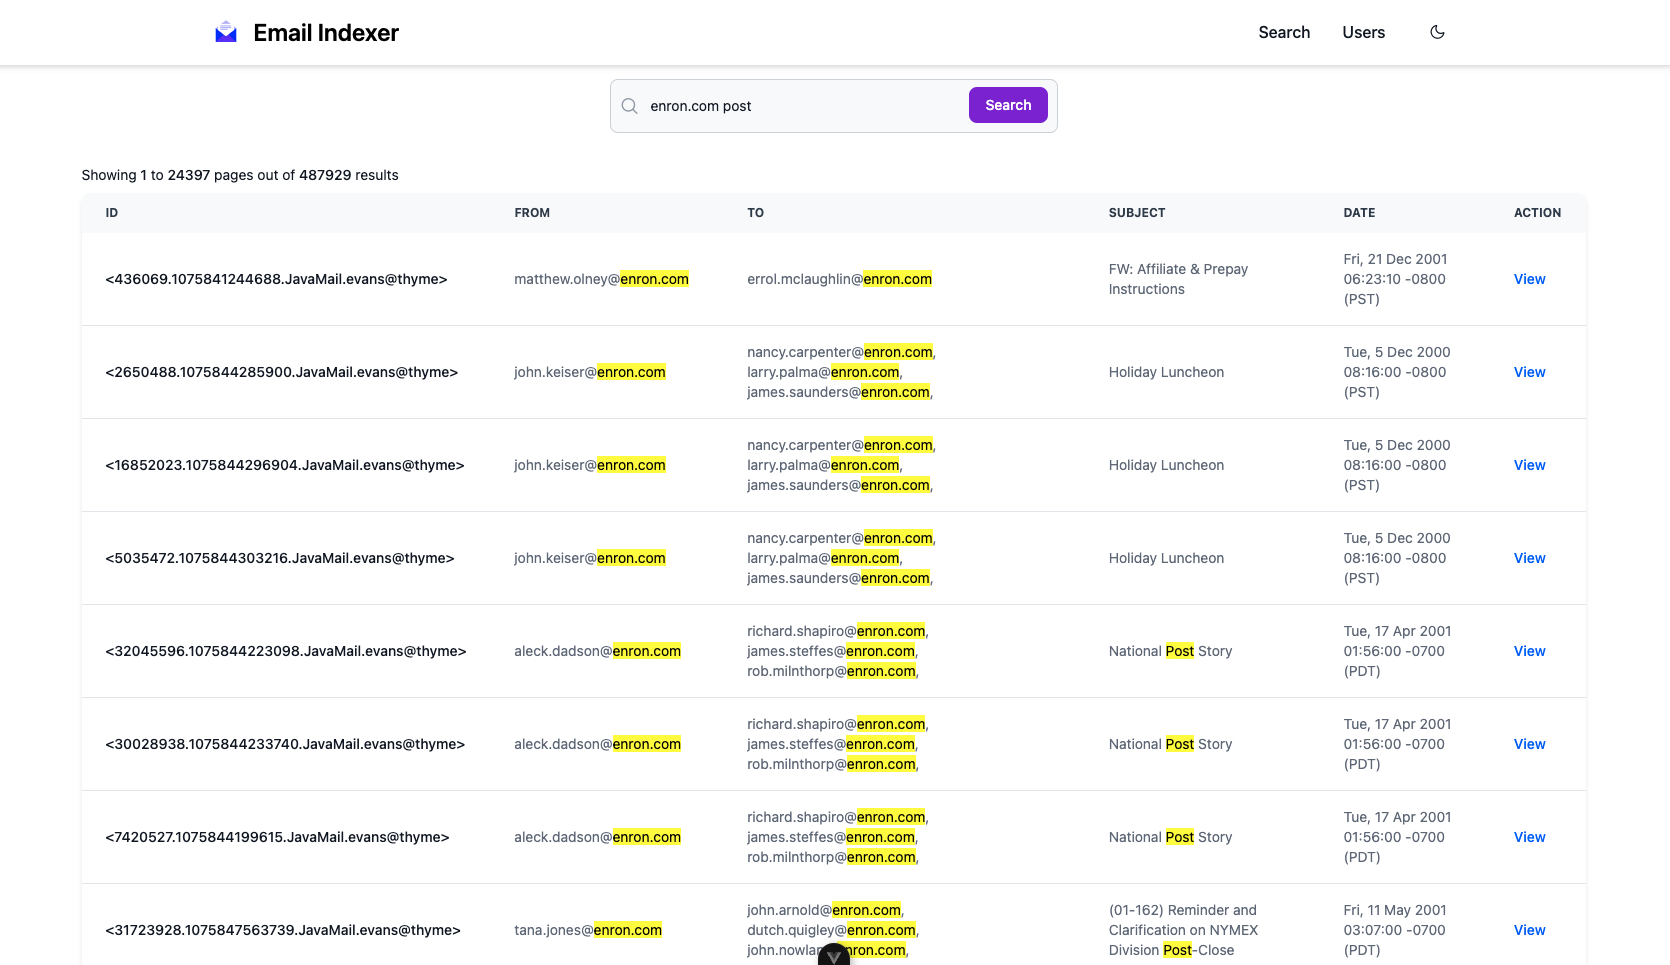 Email Indexer
Search Users
enron.com post
Search
Showing 1 to 24397 pages out of 487929 results
ID FROM TO SUBJECT DATE ACTION
<436069.1075841244688.JavaMail.evans@thyme> matthew.olney@enron.com errol.mclaughlin@enron.com FW: Affiliate & Prepay Instructions Fri, 21 Dec 2001 06:23:10 -0800 (PST) View
<2650488.1075844285900.JavaMail.evans@thyme> john.keiser@enron.com nancy.carpenter@enron.com, larry.palma@enron.com, james.saunders@enron.com, Holiday Luncheon Tue, 5 Dec 2000 08:16:00 -0800 (PST) View
<16852023.1075844296904.JavaMail.evans@thyme> john.keiser@enron.com nancy.carpenter@enron.com, larry.palma@enron.com, james.saunders@enron.com, Holiday Luncheon Tue, 5 Dec 2000 08:16:00 -0800 (PST) View
<5035472.1075844303216.JavaMail.evans@thyme> john.keiser@enron.com nancy.carpenter@enron.com, larry.palma@enron.com, james.saunders@enron.com, Holiday Luncheon Tue, 5 Dec 2000 08:16:00 -0800 (PST) View
<32045596.1075844223098.JavaMail.evans@thyme> aleck.dadson@enron.com richard.shapiro@enron.com, james.steffes@enron.com, rob.milnthorp@enron.com, National Post Story Tue, 17 Apr 2001 01:56:00 -0700 (PDT) View
<30028938.1075844233740.JavaMail.evans@thyme> aleck.dadson@enron.com richard.shapiro@enron.com, james.steffes@enron.com, rob.milnthorp@enron.com, National Post Story Tue, 17 Apr 2001 01:56:00 -0700 (PDT) View
<7420527.1075844199615.JavaMail.evans@thyme> aleck.dadson@enron.com richard.shapiro@enron.com, james.steffes@enron.com, rob.milnthorp@enron.com, National Post Story Tue, 17 Apr 2001 01:56:00 -0700 (PDT) View
<31723928.1075847563739.JavaMail.evans@thyme> tana.jones@enron.com john.arnold@enron.com, dutch.quigley@enron.com, (01-162) Reminder and Clarification on NYMEX Division Post-Close Fri, 11 May 2001 03:07:00 -0700 (PDT) View